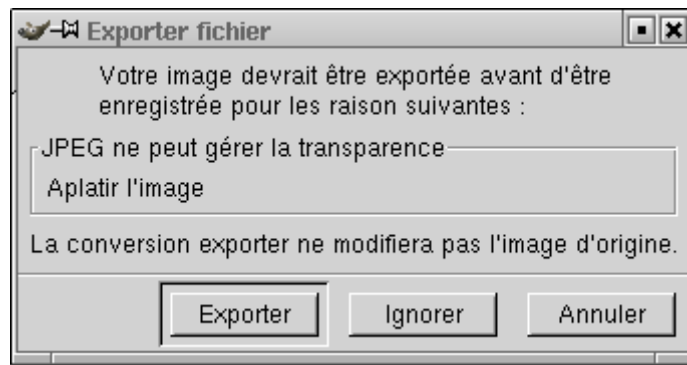 Exporter fichier
Votre image devrait être exportée avant d'être
enregistrée pour les raison suivantes :
JPEG ne peut gérer la transparence
Aplatir l'image
La conversion exporter ne modifiera pas l'image d'origine.
Exporter Ignorer Annuler